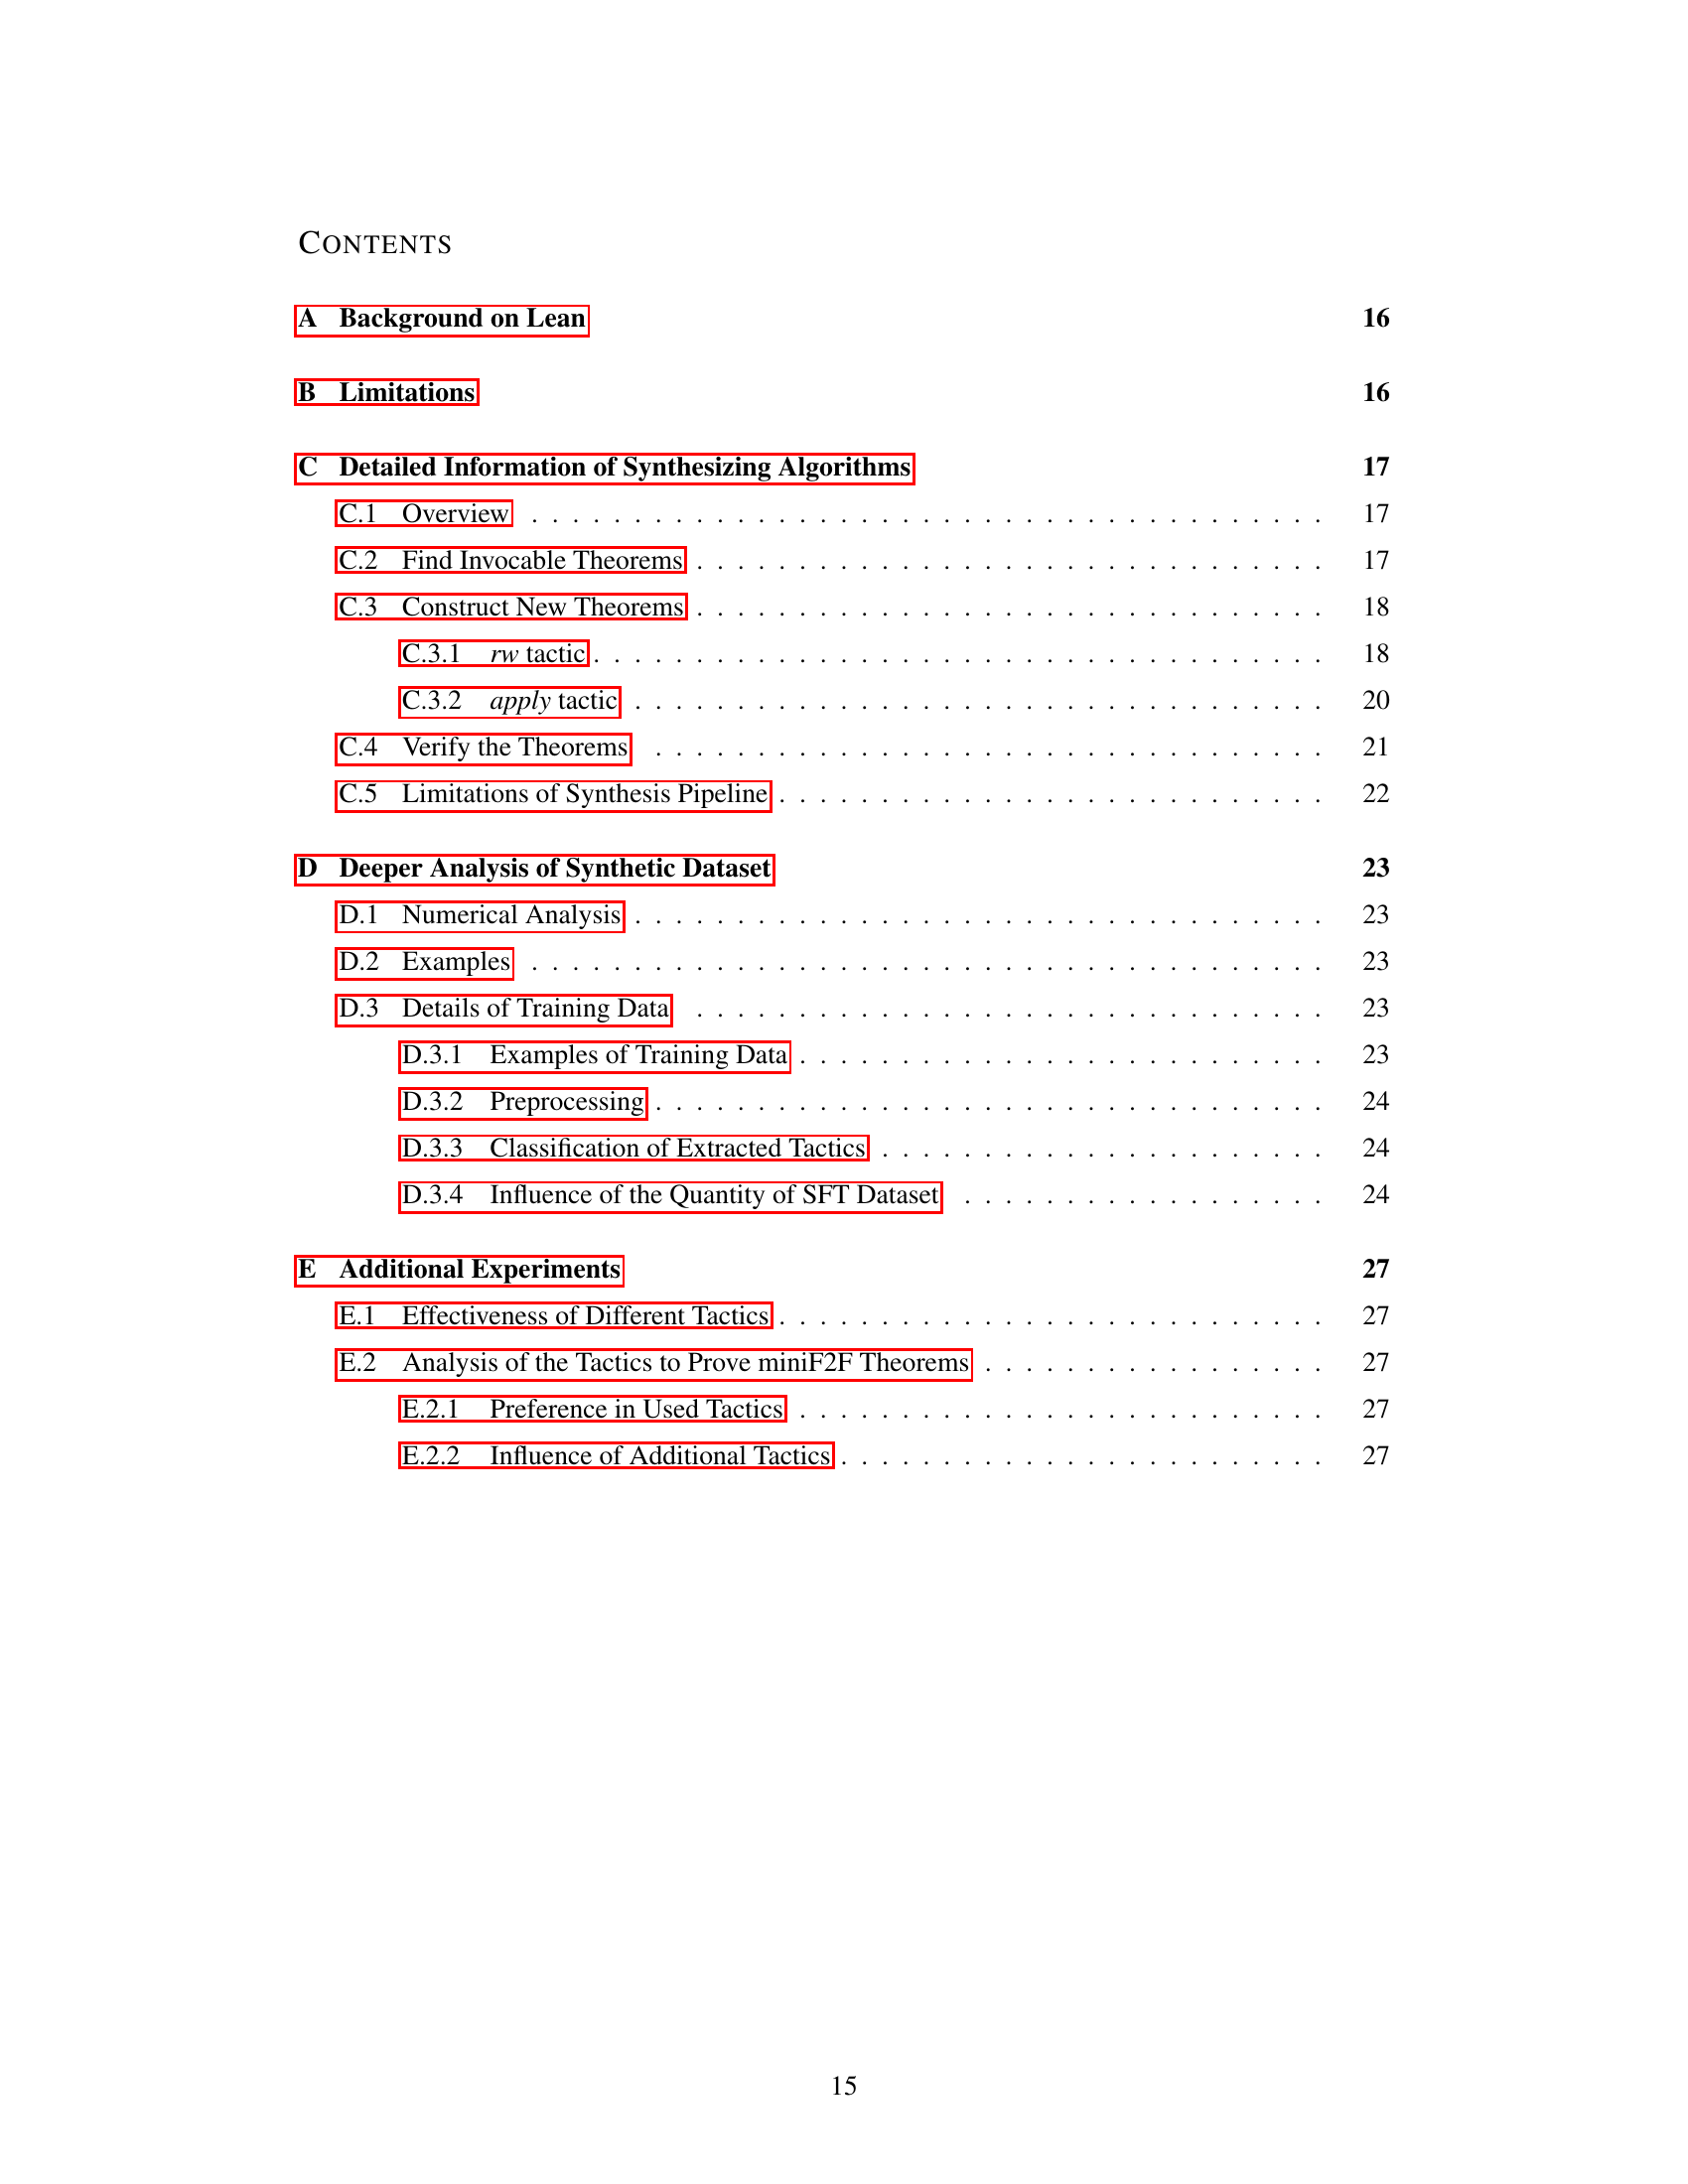 CONTENTS
A Background on Lean 16
B Limitations 16
C Detailed Information of Synthesizing Algorithms 17
C.1 Overview . . . . . . . . . . . . . . . . . . . . . . . . . . . . . . . . . . . . . . . 17
C.2 Find Invocable Theorems . . . . . . . . . . . . . . . . . . . . . . . . . . . . . . . 17
C.3 Construct New Theorems . . . . . . . . . . . . . . . . . . . . . . . . . . . . . . . 18
C.3.1 rw tactic . . . . . . . . . . . . . . . . . . . . . . . . . . . . . . . . . . . . 18
C.3.2 apply tactic . . . . . . . . . . . . . . . . . . . . . . . . . . . . . . . . . . 20
C.4 Verify the Theorems . . . . . . . . . . . . . . . . . . . . . . . . . . . . . . . . . 21
C.5 Limitations of Synthesis Pipeline . . . . . . . . . . . . . . . . . . . . . . . . . . . 22
D Deeper Analysis of Synthetic Dataset 23
D.1 Numerical Analysis . . . . . . . . . . . . . . . . . . . . . . . . . . . . . . . . . . 23
D.2 Examples . . . . . . . . . . . . . . . . . . . . . . . . . . . . . . . . . . . . . . . 23
D.3 Details of Training Data . . . . . . . . . . . . . . . . . . . . . . . . . . . . . . . 23
D.3.1 Examples of Training Data . . . . . . . . . . . . . . . . . . . . . . . . . . 23
D.3.2 Preprocessing . . . . . . . . . . . . . . . . . . . . . . . . . . . . . . . . . 24
D.3.3 Classification of Extracted Tactics . . . . . . . . . . . . . . . . . . . . . . 24
D.3.4 Influence of the Quantity of SFT Dataset . . . . . . . . . . . . . . . . . . 24
E Additional Experiments 27
E.1 Effectiveness of Different Tactics . . . . . . . . . . . . . . . . . . . . . . . . . . . 27
E.2 Analysis of the Tactics to Prove miniF2F Theorems . . . . . . . . . . . . . . . . . 27
E.2.1 Preference in Used Tactics . . . . . . . . . . . . . . . . . . . . . . . . . . 27
E.2.2 Influence of Additional Tactics . . . . . . . . . . . . . . . . . . . . . . . . 27
15